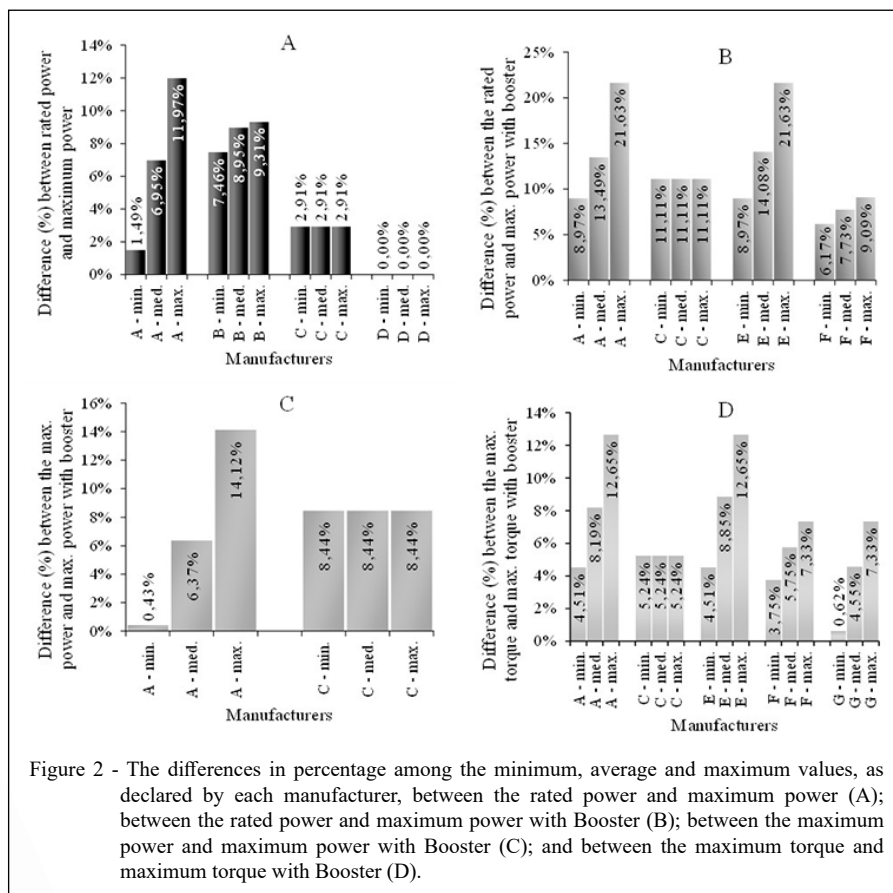 A
Difference (%) between rated power
and maximum power
14%
12%
10%
8%
6%
4%
2%
0%
1,49%
6,95%
11,97%
7,46%
8,95%
9,31%
2,91%
2,91%
2,91%
0,00%
0,00%
0,00%
A - min.
A - med.
A - max.
B - min.
B - med.
B - max.
C - min.
C - med.
C - max.
D - min.
D - med.
D - max.
Manufacturers
B
Difference (%) between the rated
power and max. power with booster
25%
20%
15%
10%
5%
0%
8,97%
13,49%
21,63%
11,11%
11,11%
11,11%
8,97%
14,08%
21,63%
6,17%
7,73%
9,09%
A - min.
A - med.
A - max.
C - min.
C - med.
C - max.
E - min.
E - med.
E - max.
F - min.
F - med.
F - max.
Manufacturers
C
Difference (%) between the max.
power and max. power with booster
16%
14%
12%
10%
8%
6%
4%
2%
0%
0,43%
6,37%
14,12%
8,44%
8,44%
8,44%
A - min.
A - med.
A - max.
C - min.
C - med.
C - max.
Manufacturers
D
Difference (%) between the max.
torque and max. torque with booster
14%
12%
10%
8%
6%
4%
2%
0%
4,51%
8,19%
12,65%
5,24%
5,24%
5,24%
4,51%
8,85%
12,65%
3,75%
5,75%
7,33%
0,62%
4,55%
7,33%
A - min.
A - med.
A - max.
C - min.
C - med.
C - max.
E - min.
E - med.
E - max.
F - min.
F - med.
F - max.
G - min.
G - med.
G - max.
Manufacturers
Figure 2 - The differences in percentage among the minimum, average and maximum values, as
declared by each manufacturer, between the rated power and maximum power (A);
between the rated power and maximum power with Booster (B); between the maximum
power and maximum power with Booster (C); and between the maximum torque and
maximum torque with Booster (D).